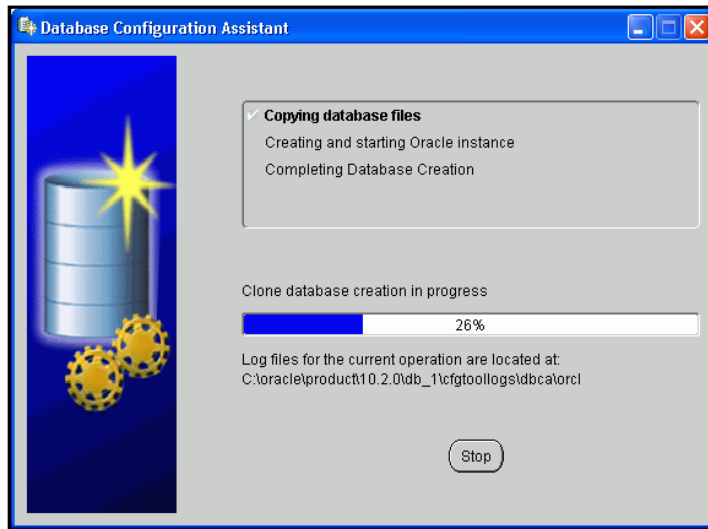 Database Configuration Assistant
Copying database files
Creating and starting Oracle instance
Completing Database Creation
Clone database creation in progress
26%
Log files for the current operation are located at:
C:\oracle\product\10.2.0\db_1\cfgtoollogs\dbca\orcl
Stop